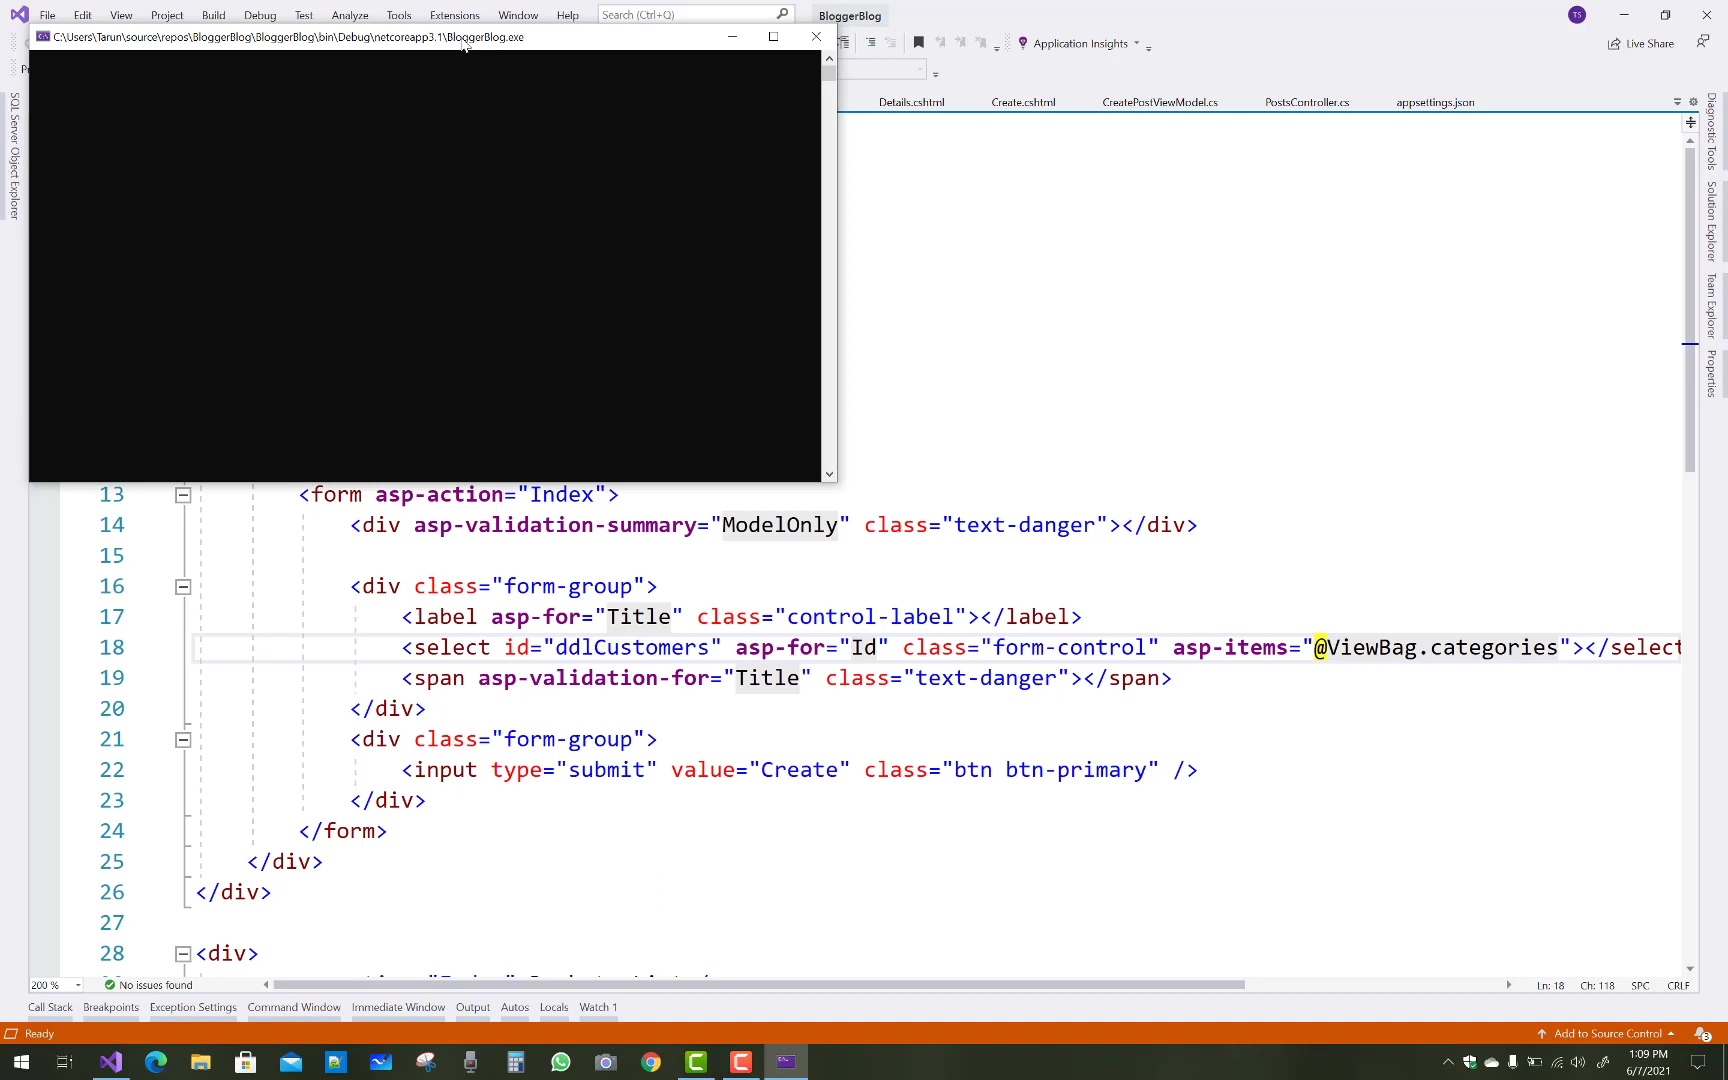 File Edit View Project Build Debug Test Analyze Tools Extensions Window Help Search (Ctrl+Q) BloggerBlog TS
C:\Users\Tarun\source\repos\BloggerBlog\BloggerBlog\bin\Debug\netcoreapp3.1\BloggerBlog.exe
Application Insights Live Share
Details.cshtml Create.cshtml CreatePostViewModel.cs PostsController.cs appsettings.json
SQL Server Object Explorer
Diagnostic Tools
Solution Explorer
Team Explorer
Properties
13 <form asp-action="Index">
14 <div asp-validation-summary="ModelOnly" class="text-danger"></div>
15
16 <div class="form-group">
17 <label asp-for="Title" class="control-label"></label>
18 <select id="ddlCustomers" asp-for="Id" class="form-control" asp-items="@ViewBag.categories"></select
19 <span asp-validation-for="Title" class="text-danger"></span>
20 </div>
21 <div class="form-group">
22 <input type="submit" value="Create" class="btn btn-primary" />
23 </div>
24 </form>
25 </div>
26 </div>
27
28 <div>
200 % No issues found Ln: 18 Ch: 118 SPC CRLF
Call Stack Breakpoints Exception Settings Command Window Immediate Window Output Autos Locals Watch 1
Ready Add to Source Control 3
1:09 PM
6/7/2021